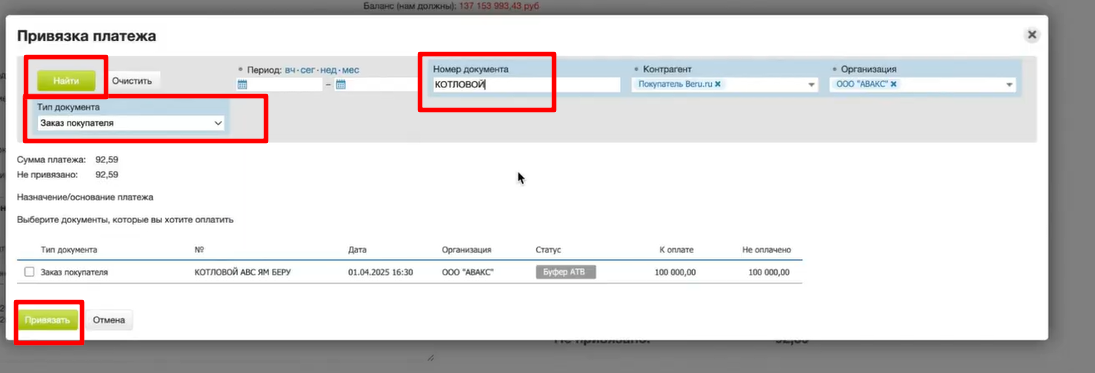 Баланс (нам должны): 137 153 993,43 руб
Привязка платежа
Найти Очистить
* Период: вч·сег·нед·мес
–
Номер документа
КОТЛОВОЙ
* Контрагент
Покупатель Beru.ru ×
* Организация
ООО "АВАКС" ×
Тип документа
Заказ покупателя
Сумма платежа: 92,59
Не привязано: 92,59
Назначение/основание платежа
Выберите документы, которые вы хотите оплатить
Тип документа № Дата Организация Статус К оплате Не оплачено
Заказ покупателя КОТЛОВОЙ АВС ЯМ БЕРУ 01.04.2025 16:30 ООО "АВАКС" Буфер АТВ 100 000,00 100 000,00
Привязать Отмена